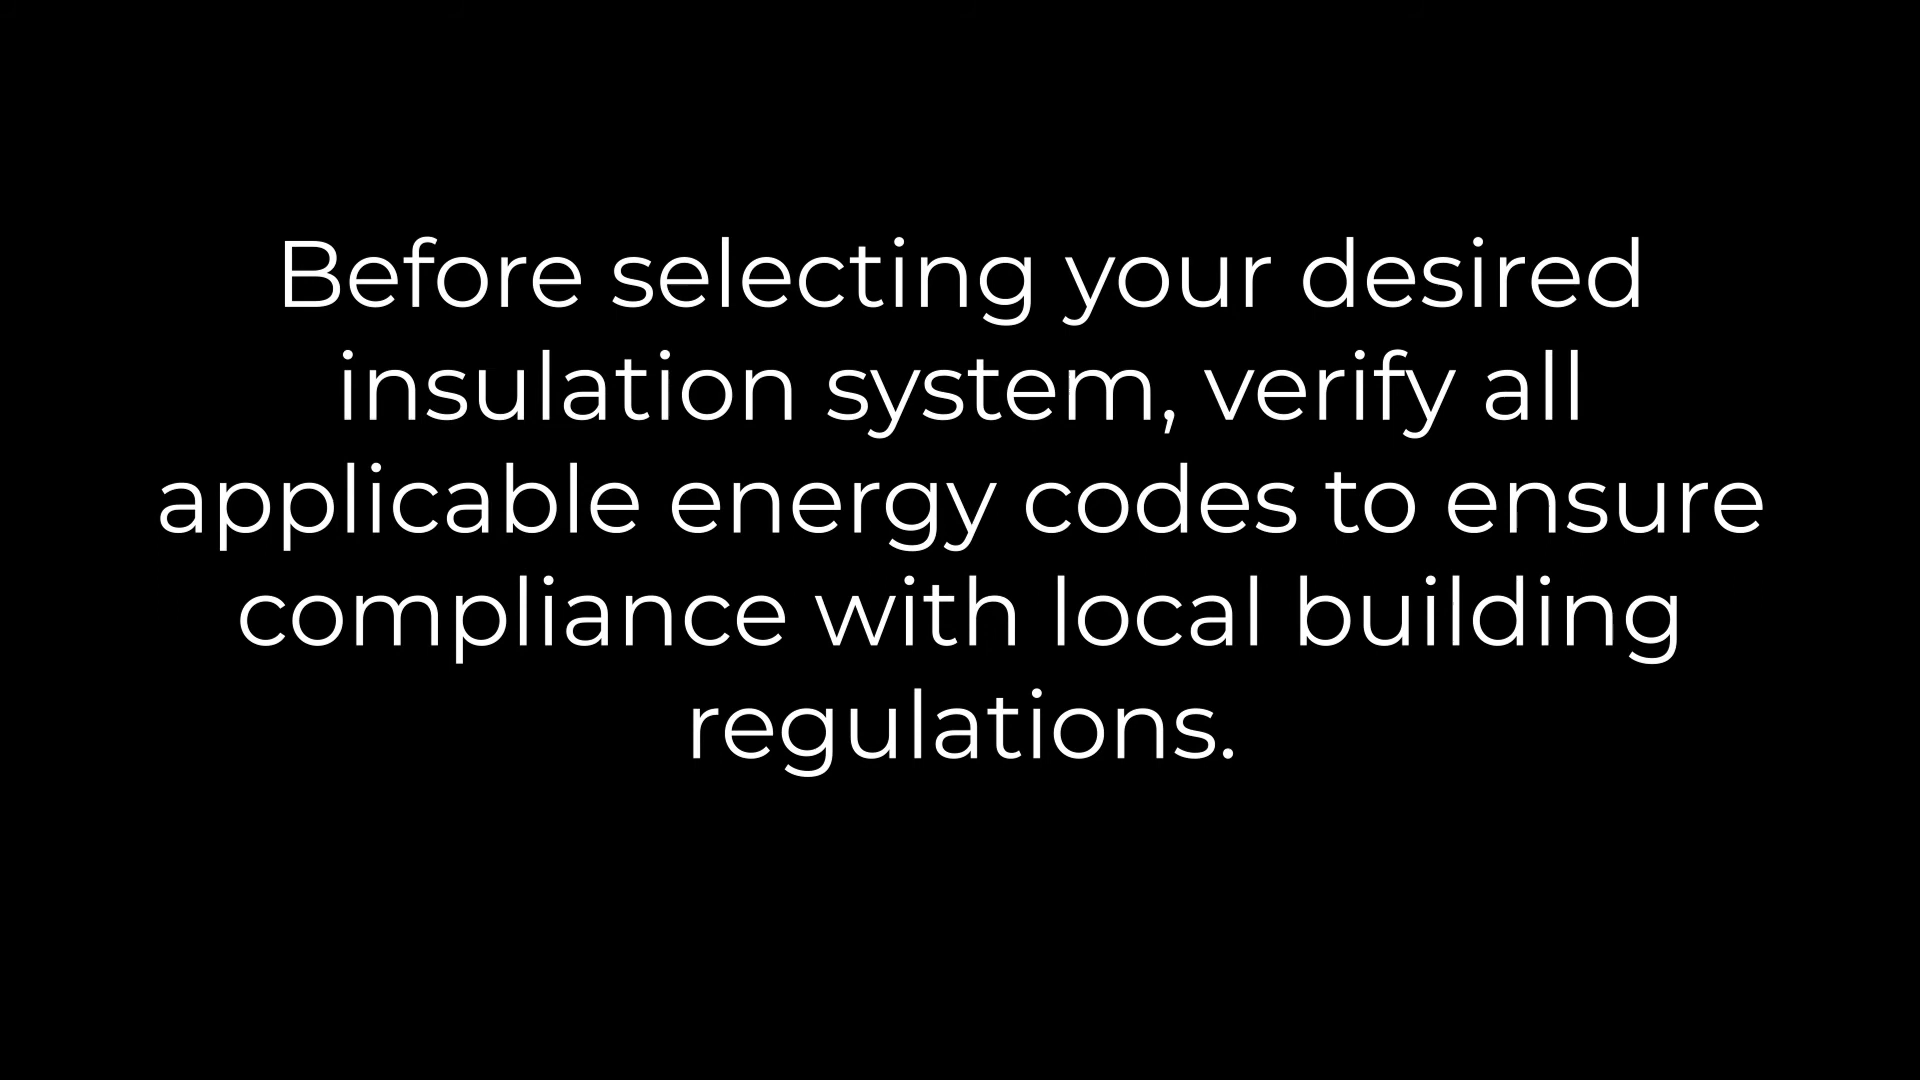 Before selecting your desired
insulation system, verify all
applicable energy codes to ensure
compliance with local building
regulations.